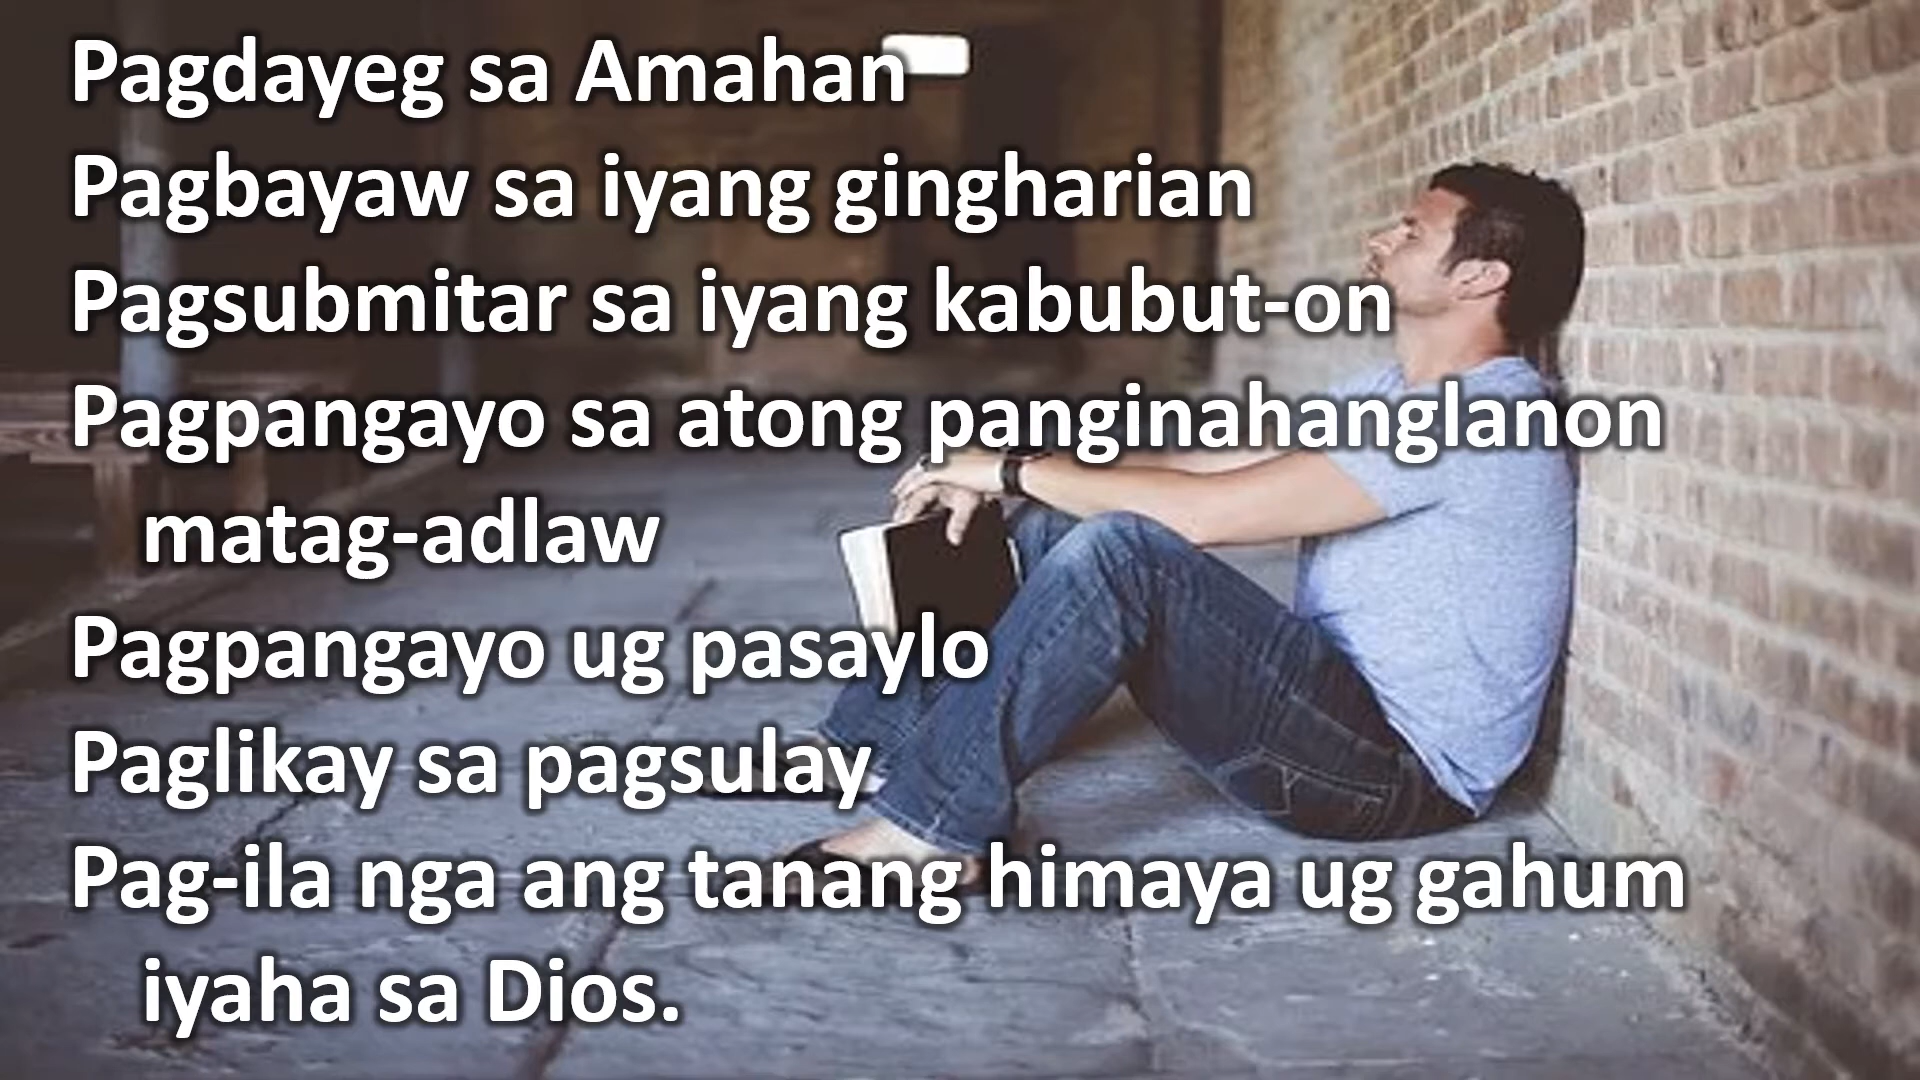 Pagdayeg sa Amahan
Pagbayaw sa iyang gingharian
Pagsubmitar sa iyang kabubut-on
Pagpangayo sa atong panginahanglanon
matag-adlaw
Pagpangayo ug pasaylo
Paglikay sa pagsulay
Pag-ila nga ang tanang himaya ug gahum
iyaha sa Dios.